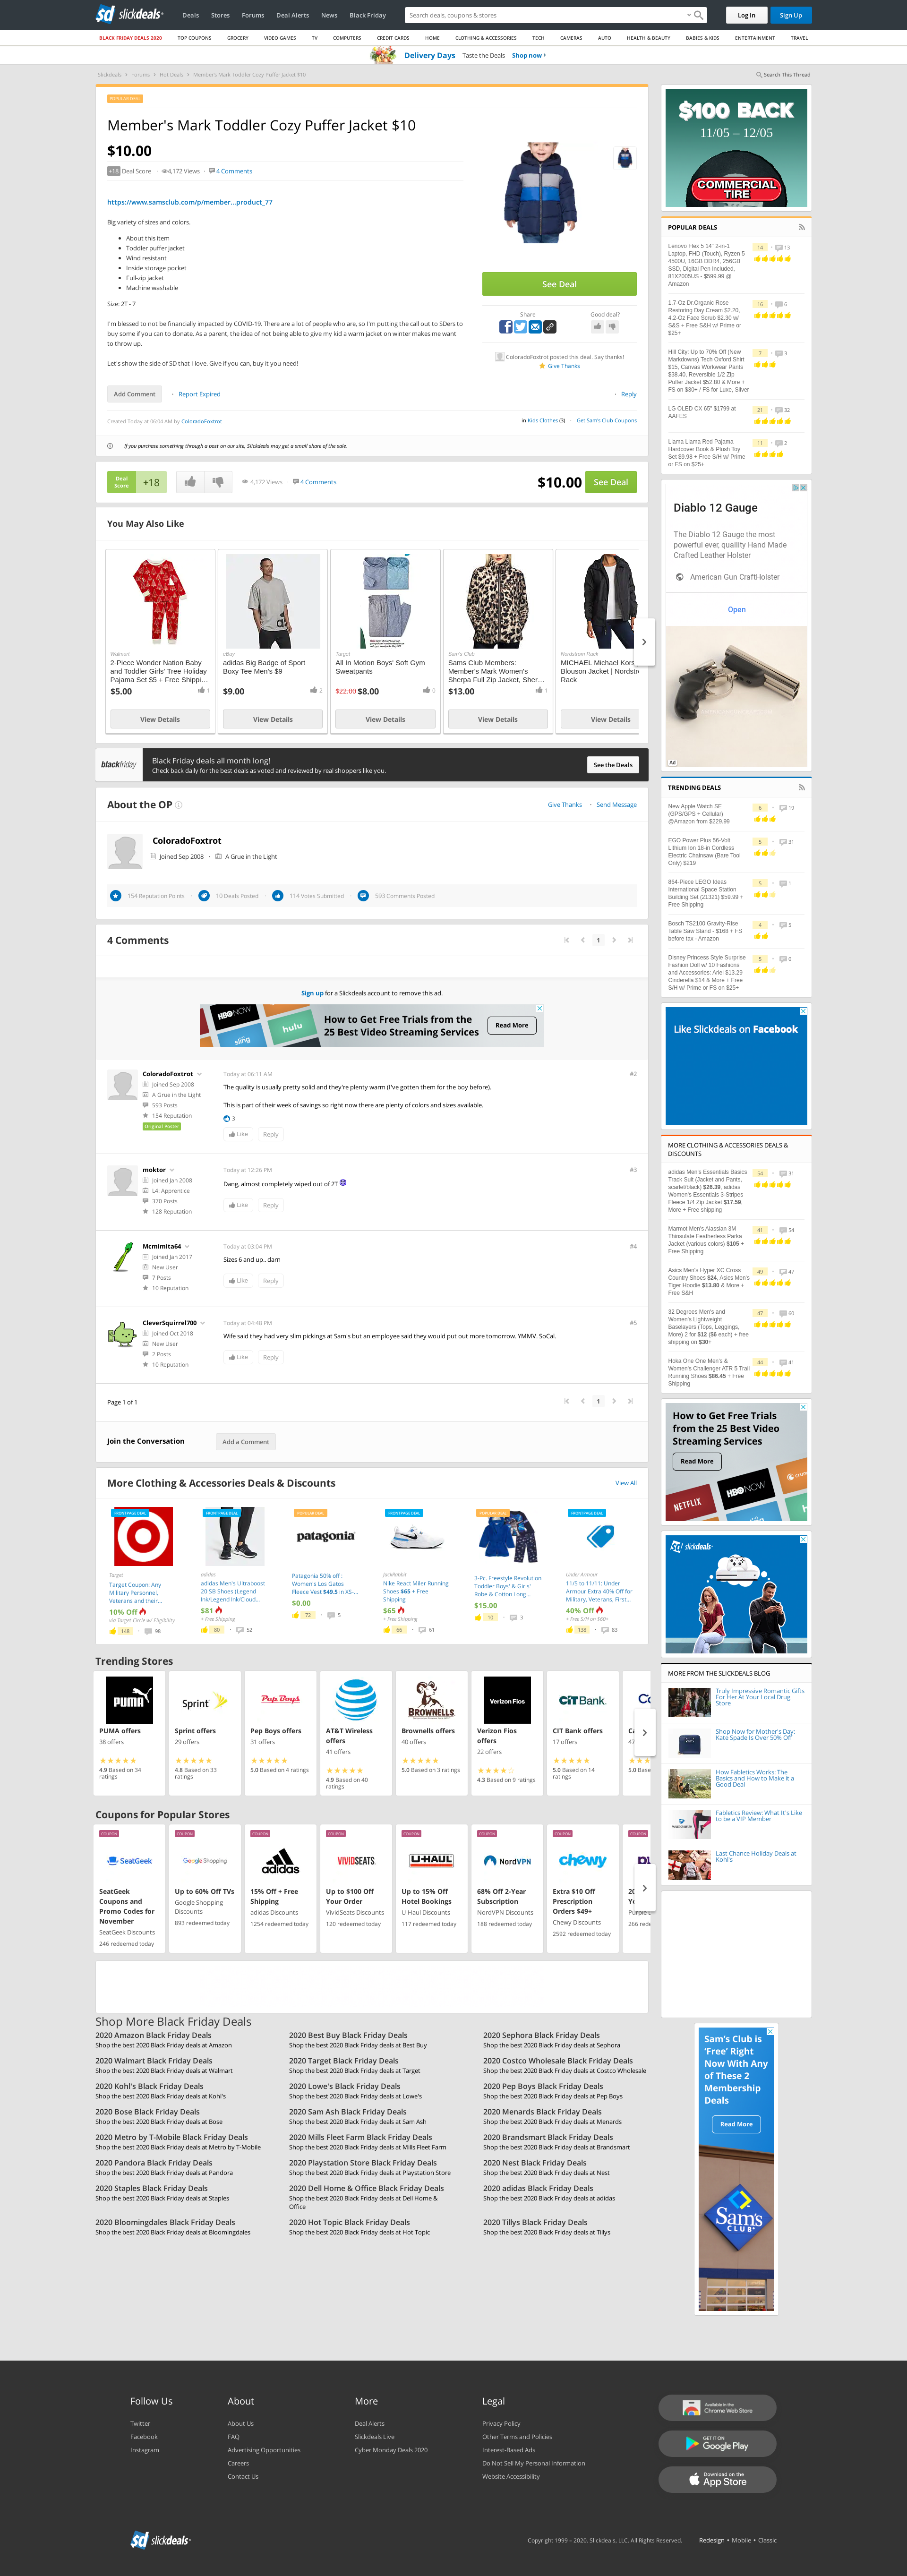 sd slickdeals
Deals Stores Forums Deal Alerts News Black Friday
Search deals, coupons & stores
Log In Sign Up
BLACK FRIDAY DEALS 2020 TOP COUPONS GROCERY VIDEO GAMES TV COMPUTERS CREDIT CARDS HOME CLOTHING & ACCESSORIES TECH CAMERAS AUTO HEALTH & BEAUTY BABIES & KIDS ENTERTAINMENT TRAVEL
Delivery Days Taste the Deals Shop now
Slickdeals Forums Hot Deals Member's Mark Toddler Cozy Puffer Jacket $10
Search This Thread
POPULAR DEAL
Member's Mark Toddler Cozy Puffer Jacket $10
$10.00
+18 Deal Score 4,172 Views 4 Comments
https://www.samsclub.com/p/member...product_77
Big variety of sizes and colors.
About this item
Toddler puffer jacket
Wind resistant
Inside storage pocket
Full-zip jacket
Machine washable
Size: 2T - 7
I'm blessed to not be financially impacted by COVID-19. There are a lot of people who are, so I'm putting the call out to SDers to buy some if you can to donate. As a parent, the idea of not being able to give my kid a warm jacket on winter makes me want to throw up.
Let's show the side of SD that I love. Give if you can, buy it you need!
See Deal
Share
Good deal?
ColoradoFoxtrot posted this deal. Say thanks!
Give Thanks
Add Comment Report Expired
Reply
Created Today at 06:04 AM by ColoradoFoxtrot
in Kids Clothes (3) Get Sam's Club Coupons
If you purchase something through a post on our site, Slickdeals may get a small share of the sale.
Deal Score +18
4,172 Views 4 Comments
$10.00 See Deal
You May Also Like
Walmart
2-Piece Wonder Nation Baby and Toddler Girls' Tree Holiday Pajama Set $5 + Free Shippi...
$5.00 1
View Details
eBay
adidas Big Badge of Sport Boxy Tee Men's $9
$9.00 2
View Details
Target
All In Motion Boys' Soft Gym Sweatpants
$22.00 $8.00 0
View Details
Sam's Club
Sams Club Members: Member's Mark Women's Sherpa Full Zip Jacket, Sher...
$13.00 1
View Details
Nordstrom Rack
MICHAEL Michael Kors
Blouson Jacket | Nordstr
Rack
View Details
blackfriday
Black Friday deals all month long!
Check back daily for the best deals as voted and reviewed by real shoppers like you.
See the Deals
About the OP
Give Thanks Send Message
ColoradoFoxtrot
Joined Sep 2008 A Grue in the Light
154 Reputation Points 10 Deals Posted 114 Votes Submitted 593 Comments Posted
4 Comments
1
Sign up for a Slickdeals account to remove this ad.
HBO NOW
sling
hulu
How to Get Free Trials from the 25 Best Video Streaming Services
Read More
ColoradoFoxtrot
Joined Sep 2008
A Grue in the Light
593 Posts
154 Reputation
Original Poster
Today at 06:11 AM
#2
The quality is usually pretty solid and they're plenty warm (I've gotten them for the boy before).
This is part of their week of savings so right now there are plenty of colors and sizes available.
3
Like Reply
moktor
Joined Jan 2008
L4: Apprentice
370 Posts
128 Reputation
Today at 12:26 PM
#3
Dang, almost completely wiped out of 2T
Like Reply
Mcmimita64
Joined Jan 2017
New User
7 Posts
10 Reputation
Today at 03:04 PM
#4
Sizes 6 and up.. darn
Like Reply
CleverSquirrel700
Joined Oct 2018
New User
2 Posts
10 Reputation
Today at 04:48 PM
#5
Wife said they had very slim pickings at Sam's but an employee said they would put out more tomorrow. YMMV. SoCal.
Like Reply
Page 1 of 1
1
Join the Conversation
Add a Comment
More Clothing & Accessories Deals & Discounts
View All
FRONTPAGE DEAL
Target
Target Coupon: Any Military Personnel, Veterans and their...
10% Off
via Target Circle w/ Eligibility
148 98
FRONTPAGE DEAL
adidas
adidas Men's Ultraboost 20 SB Shoes (Legend Ink/Legend Ink/Cloud...
$81
+ Free Shipping
80 52
POPULAR DEAL
patagonia
Patagonia 50% off : Women's Los Gatos Fleece Vest $49.5 in XS-...
$0.00
72 5
FRONTPAGE DEAL
JackRabbit
Nike React Miler Running Shoes $65 + Free Shipping
$65
+ Free Shipping
66 61
POPULAR DEAL
3-Pc. Freestyle Revolution Toddler Boys' & Girls' Robe & Cotton Long...
$15.00
10 3
FRONTPAGE DEAL
Under Armour
11/5 to 11/11: Under Armour Extra 40% Off for Military, Veterans, First...
40% Off
+ Free S/H on $60+
138 83
Trending Stores
PUMA
PUMA offers
38 offers
4.9 Based on 34 ratings
Sprint
Sprint offers
29 offers
4.8 Based on 33 ratings
Pep Boys
Pep Boys offers
31 offers
5.0 Based on 4 ratings
AT&T Wireless offers
41 offers
4.9 Based on 40 ratings
BROWNELLS
Brownells offers
40 offers
5.0 Based on 3 ratings
Verizon Fios
Verizon Fios offers
22 offers
4.3 Based on 9 ratings
CIT Bank
CIT Bank offers
17 offers
5.0 Based on 14 ratings
Coupons for Popular Stores
COUPON
SeatGeek
SeatGeek Coupons and Promo Codes for November
SeatGeek Discounts
246 redeemed today
COUPON
Google Shopping
Up to 60% Off TVs
Google Shopping Discounts
893 redeemed today
COUPON
adidas
15% Off + Free Shipping
adidas Discounts
1254 redeemed today
COUPON
VIVIDSEATS
Up to $100 Off Your Order
VividSeats Discounts
120 redeemed today
COUPON
U-HAUL
Up to 15% Off Hotel Bookings
U-Haul Discounts
117 redeemed today
COUPON
NordVPN
68% Off 2-Year Subscription
NordVPN Discounts
188 redeemed today
COUPON
chewy
Extra $10 Off Prescription Orders $49+
Chewy Discounts
2592 redeemed today
COUPON
Shop More Black Friday Deals
2020 Amazon Black Friday Deals
Shop the best 2020 Black Friday deals at Amazon
2020 Best Buy Black Friday Deals
Shop the best 2020 Black Friday deals at Best Buy
2020 Sephora Black Friday Deals
Shop the best 2020 Black Friday deals at Sephora
2020 Walmart Black Friday Deals
Shop the best 2020 Black Friday deals at Walmart
2020 Target Black Friday Deals
Shop the best 2020 Black Friday deals at Target
2020 Costco Wholesale Black Friday Deals
Shop the best 2020 Black Friday deals at Costco Wholesale
2020 Kohl's Black Friday Deals
Shop the best 2020 Black Friday deals at Kohl's
2020 Lowe's Black Friday Deals
Shop the best 2020 Black Friday deals at Lowe's
2020 Pep Boys Black Friday Deals
Shop the best 2020 Black Friday deals at Pep Boys
2020 Bose Black Friday Deals
Shop the best 2020 Black Friday deals at Bose
2020 Sam Ash Black Friday Deals
Shop the best 2020 Black Friday deals at Sam Ash
2020 Menards Black Friday Deals
Shop the best 2020 Black Friday deals at Menards
2020 Metro by T-Mobile Black Friday Deals
Shop the best 2020 Black Friday deals at Metro by T-Mobile
2020 Mills Fleet Farm Black Friday Deals
Shop the best 2020 Black Friday deals at Mills Fleet Farm
2020 Brandsmart Black Friday Deals
Shop the best 2020 Black Friday deals at Brandsmart
2020 Pandora Black Friday Deals
Shop the best 2020 Black Friday deals at Pandora
2020 Playstation Store Black Friday Deals
Shop the best 2020 Black Friday deals at Playstation Store
2020 Nest Black Friday Deals
Shop the best 2020 Black Friday deals at Nest
2020 Staples Black Friday Deals
Shop the best 2020 Black Friday deals at Staples
2020 Dell Home & Office Black Friday Deals
Shop the best 2020 Black Friday deals at Dell Home & Office
2020 adidas Black Friday Deals
Shop the best 2020 Black Friday deals at adidas
2020 Bloomingdales Black Friday Deals
Shop the best 2020 Black Friday deals at Bloomingdales
2020 Hot Topic Black Friday Deals
Shop the best 2020 Black Friday deals at Hot Topic
2020 Tillys Black Friday Deals
Shop the best 2020 Black Friday deals at Tillys
$100 BACK
11/05 – 12/05
COMMERCIAL TIRE
POPULAR DEALS
Lenovo Flex 5 14" 2-in-1 Laptop, FHD (Touch), Ryzen 5 4500U, 16GB DDR4, 256GB SSD, Digital Pen Included, 81X2005US - $599.99 @ Amazon
14 13
1.7-Oz Dr.Organic Rose Restoring Day Cream $2.20, 4.2-Oz Face Scrub $2.30 w/ S&S + Free S&H w/ Prime or $25+
16 6
Hill City: Up to 70% Off (New Markdowns) Tech Oxford Shirt $15, Canvas Workwear Pants $38.40, Reversible 1/2 Zip Puffer Jacket $52.80 & More + FS on $30+ / FS for Luxe, Silver
7 3
LG OLED CX 65" $1799 at AAFES
21 32
Llama Llama Red Pajama Hardcover Book & Plush Toy Set $9.98 + Free S/H w/ Prime or FS on $25+
11 2
Diablo 12 Gauge
The Diablo 12 Gauge the most powerful ever, quaility Hand Made Crafted Leather Holster
American Gun CraftHolster
Open
Ad
TRENDING DEALS
New Apple Watch SE (GPS/GPS + Cellular) @Amazon from $229.99
6 19
EGO Power Plus 56-Volt Lithium Ion 18-in Cordless Electric Chainsaw (Bare Tool Only) $219
5 31
864-Piece LEGO Ideas International Space Station Building Set (21321) $59.99 + Free Shipping
5 1
Bosch TS2100 Gravity-Rise Table Saw Stand - $168 + FS before tax - Amazon
4 5
Disney Princess Style Surprise Fashion Doll w/ 10 Fashions and Accessories: Ariel $13.29 Cinderella $14 & More + Free S/H w/ Prime or FS on $25+
5 0
Like Slickdeals on Facebook
MORE CLOTHING & ACCESSORIES DEALS & DISCOUNTS
adidas Men's Essentials Basics Track Suit (Jacket and Pants, scarlet/black) $26.39, adidas Women's Essentials 3-Stripes Fleece 1/4 Zip Jacket $17.59. More + Free shipping
54 31
Marmot Men's Alassian 3M Thinsulate Featherless Parka Jacket (various colors) $105 + Free Shipping
41 54
Asics Men's Hyper XC Cross Country Shoes $24, Asics Men's Tiger Hoodie $13.80 & More + Free S&H
49 47
32 Degrees Men's and Women's Lightweight Baselayers (Tops, Leggings, More) 2 for $12 ($6 each) + free shipping on $30+
47 60
Hoka One One Men's & Women's Challenger ATR 5 Trail Running Shoes $86.45 + Free Shipping
44 41
How to Get Free Trials from the 25 Best Video Streaming Services
Read More
NETFLIX
HBO NOW
sd slickdeals
MORE FROM THE SLICKDEALS BLOG
Truly Impressive Romantic Gifts For Her At Your Local Drug Store
Shop Now for Mother's Day: Kate Spade Is Over 50% Off
How Fabletics Works: The Basics and How to Make it a Good Deal
Fabletics Review: What It's Like to be a VIP Member
Last Chance Holiday Deals at Kohl's
Sam's Club is 'Free' Right Now With Any of These 2 Membership Deals
Read More
Sam's CLUB
Follow Us
Twitter
Facebook
Instagram
About
About Us
FAQ
Advertising Opportunities
Careers
Contact Us
More
Deal Alerts
Slickdeals Live
Cyber Monday Deals 2020
Legal
Privacy Policy
Other Terms and Policies
Interest-Based Ads
Do Not Sell My Personal Information
Website Accessibility
Available in the Chrome Web Store
GET IT ON Google Play
Download on the App Store
sd slickdeals
Copyright 1999 – 2020. Slickdeals, LLC. All Rights Reserved. Redesign • Mobile • Classic